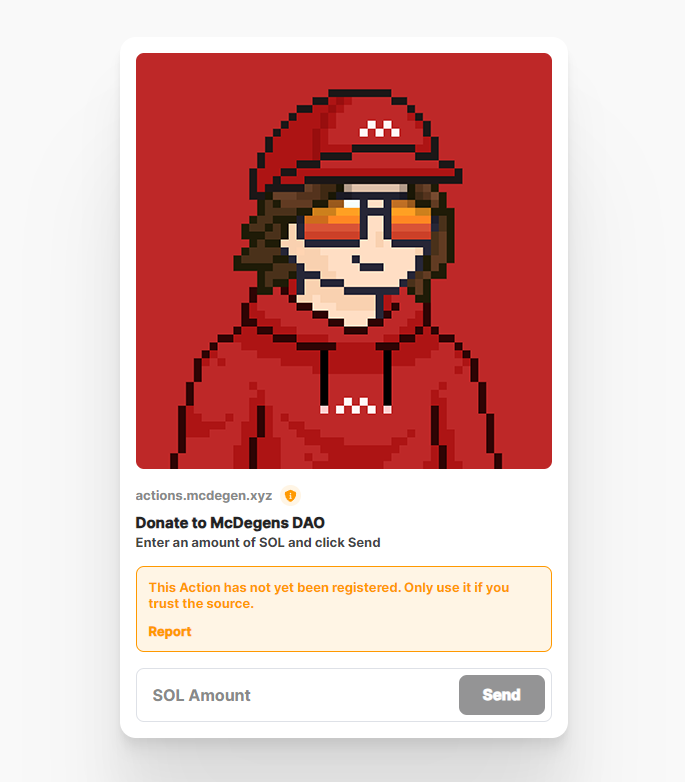 actions.mcdegen.xyz
Donate to McDegens DAO
Enter an amount of SOL and click Send
This Action has not yet been registered. Only use it if you
trust the source.
Report
SOL Amount
Send